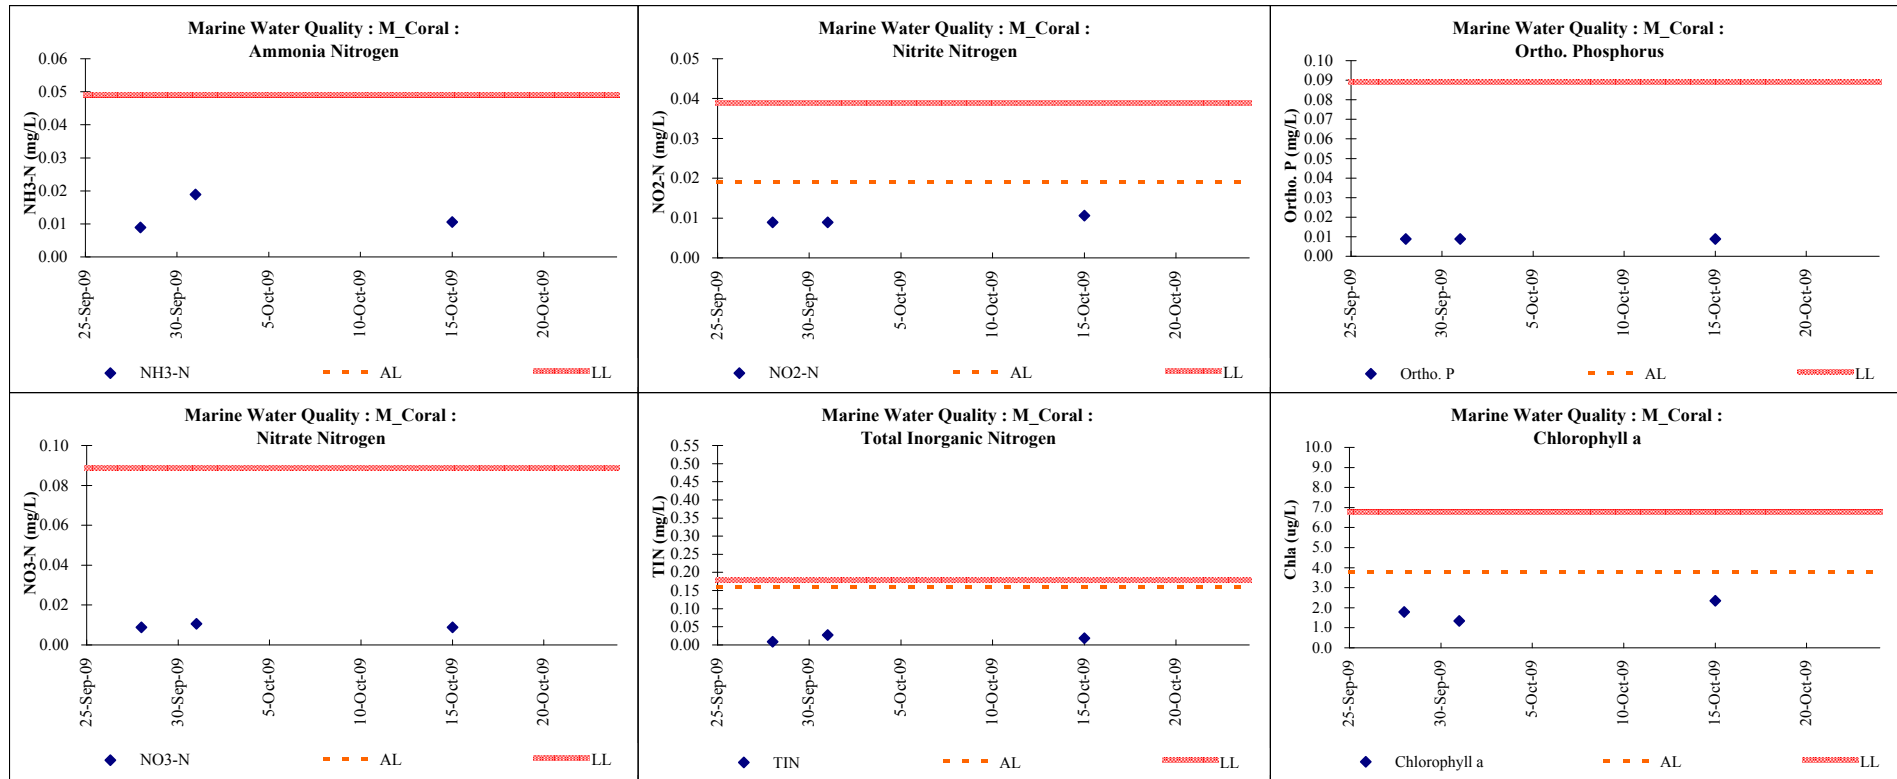 Marine Water Quality : M_Coral :
Ammonia Nitrogen
0.06
0.05
0.04
0.03
0.02
0.01
0.00
NH3-N (mg/L)
25-Sep-09
30-Sep-09
5-Oct-09
10-Oct-09
15-Oct-09
20-Oct-09
NH3-N AL LL
Marine Water Quality : M_Coral :
Nitrite Nitrogen
0.05
0.04
0.03
0.02
0.01
0.00
NO2-N (mg/L)
25-Sep-09
30-Sep-09
5-Oct-09
10-Oct-09
15-Oct-09
20-Oct-09
NO2-N AL LL
Marine Water Quality : M_Coral :
Ortho. Phosphorus
0.10
0.09
0.08
0.07
0.06
0.05
0.04
0.03
0.02
0.01
0.00
Ortho. P (mg/L)
25-Sep-09
30-Sep-09
5-Oct-09
10-Oct-09
15-Oct-09
20-Oct-09
Ortho. P AL LL
Marine Water Quality : M_Coral :
Nitrate Nitrogen
0.10
0.08
0.06
0.04
0.02
0.00
NO3-N (mg/L)
25-Sep-09
30-Sep-09
5-Oct-09
10-Oct-09
15-Oct-09
20-Oct-09
NO3-N AL LL
Marine Water Quality : M_Coral :
Total Inorganic Nitrogen
0.55
0.50
0.45
0.40
0.35
0.30
0.25
0.20
0.15
0.10
0.05
0.00
TIN (mg/L)
25-Sep-09
30-Sep-09
5-Oct-09
10-Oct-09
15-Oct-09
20-Oct-09
TIN AL LL
Marine Water Quality : M_Coral :
Chlorophyll a
10.0
9.0
8.0
7.0
6.0
5.0
4.0
3.0
2.0
1.0
0.0
Chla (ug/L)
25-Sep-09
30-Sep-09
5-Oct-09
10-Oct-09
15-Oct-09
20-Oct-09
Chlorophyll a AL LL